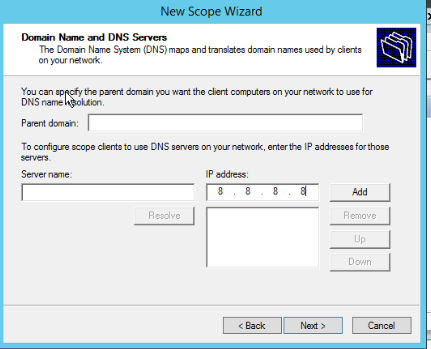 New Scope Wizard
Domain Name and DNS Servers
The Domain Name System (DNS) maps and translates domain names used by clients
on your network.
You can specify the parent domain you want the client computers on your network to use for
DNS name resolution.
Parent domain:
To configure scope clients to use DNS servers on your network, enter the IP addresses for those
servers.
Server name:
IP address:
8 . 8 . 8 . 8
Add
Resolve
Remove
Up
Down
< Back
Next >
Cancel